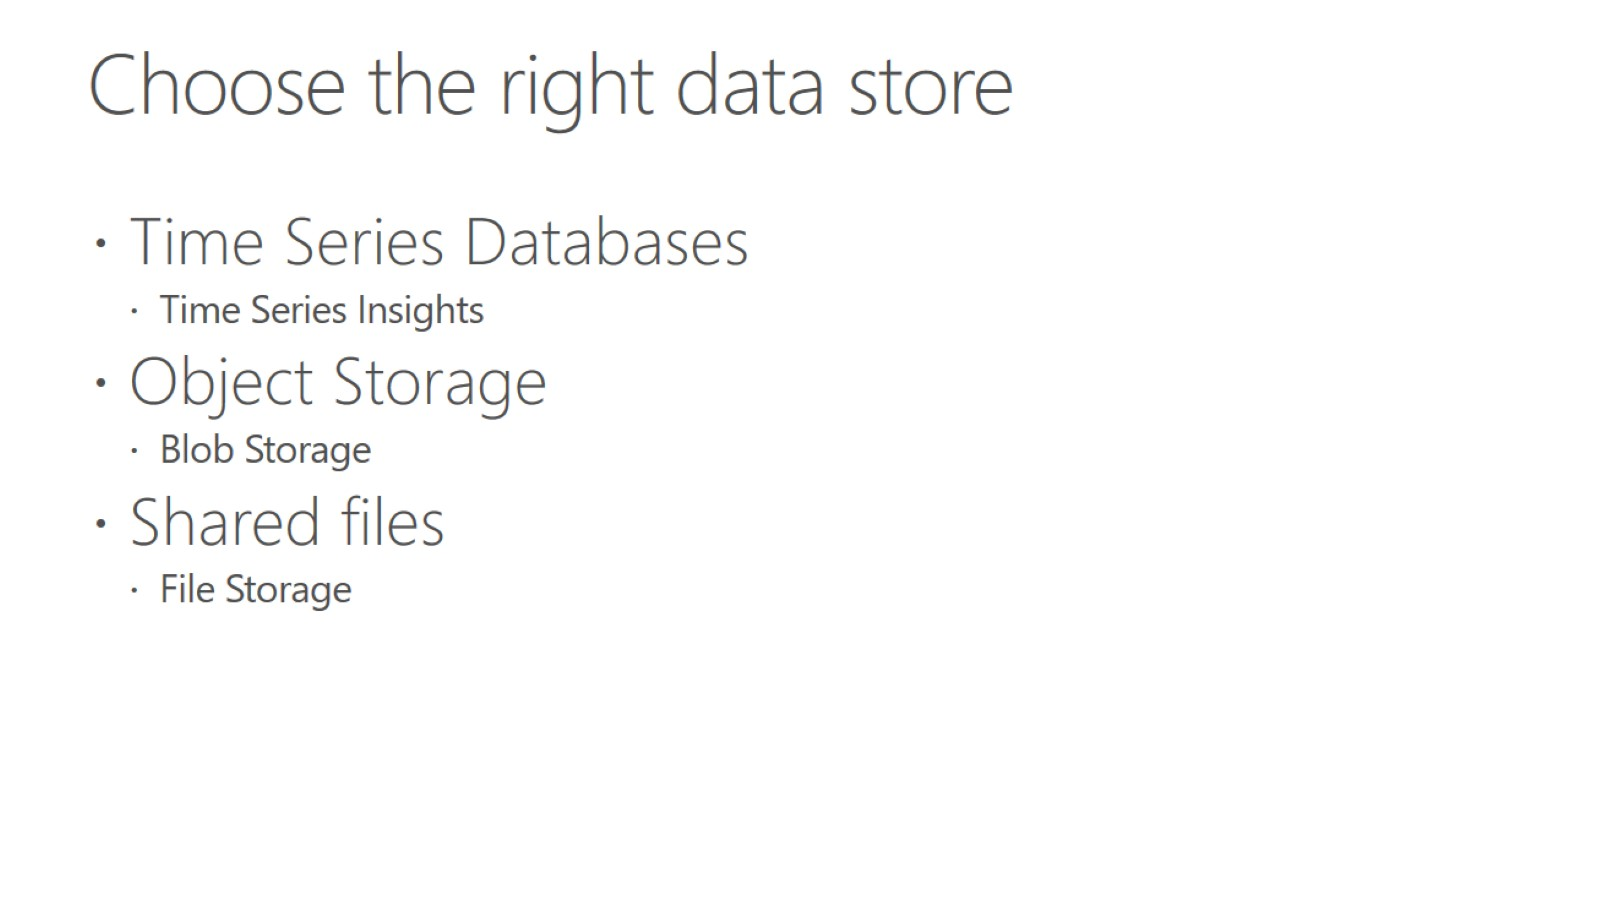 Choose the right data store
• Time Series Databases
• Time Series Insights
• Object Storage
• Blob Storage
• Shared files
• File Storage